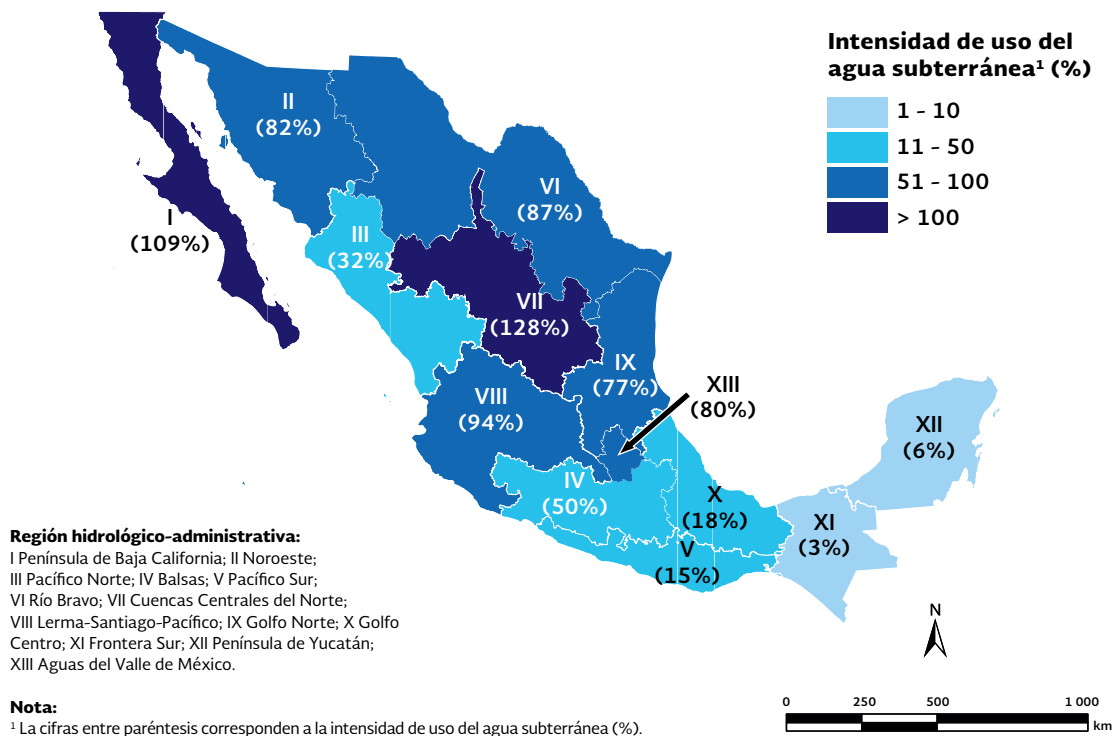 Intensidad de uso del
agua subterránea¹ (%)
1 - 10
11 - 50
51 - 100
> 100
II
(82%)
VI
(87%)
I
(109%)
III
(32%)
VII
(128%)
IX
(77%)
XIII
(80%)
VIII
(94%)
XII
(6%)
IV
(50%)
X
(18%)
XI
(3%)
V
(15%)
Región hidrológico-administrativa:
I Península de Baja California; II Noroeste;
III Pacífico Norte; IV Balsas; V Pacífico Sur;
VI Río Bravo; VII Cuencas Centrales del Norte;
VIII Lerma-Santiago-Pacífico; IX Golfo Norte; X Golfo
Centro; XI Frontera Sur; XII Península de Yucatán;
XIII Aguas del Valle de México.
N
Nota:
¹ La cifras entre paréntesis corresponden a la intensidad de uso del agua subterránea (%).
0 250 500 1 000
km